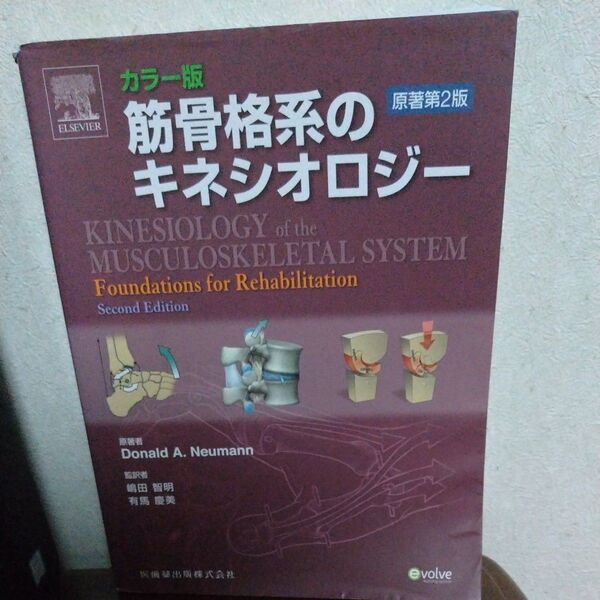 ELSEVIER
カラー版
原著第2版
筋骨格系の
キネシオロジー
KINESIOLOGY of the
MUSCULOSKELETAL SYSTEM
Foundations for Rehabilitation
Second Edition
原著者
Donald A. Neumann
監訳者
嶋田 智明
有馬 慶美
医歯薬出版株式会社
evolve